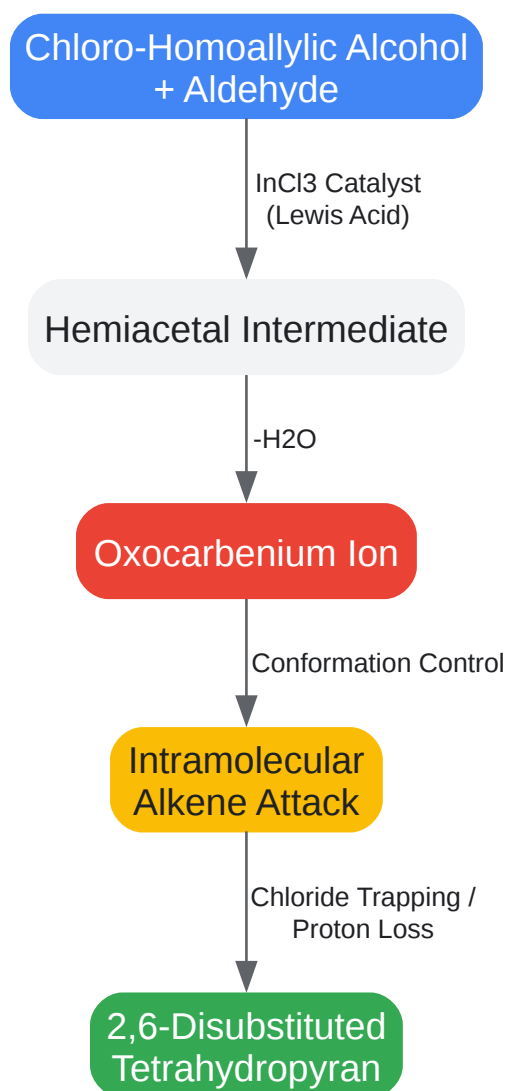 Chloro-Homoallylic Alcohol
+ Aldehyde
InCl3 Catalyst
(Lewis Acid)
Hemiacetal Intermediate
-H2O
Oxocarbenium Ion
Conformation Control
Intramolecular
Alkene Attack
Chloride Trapping /
Proton Loss
2,6-Disubstituted
Tetrahydropyran